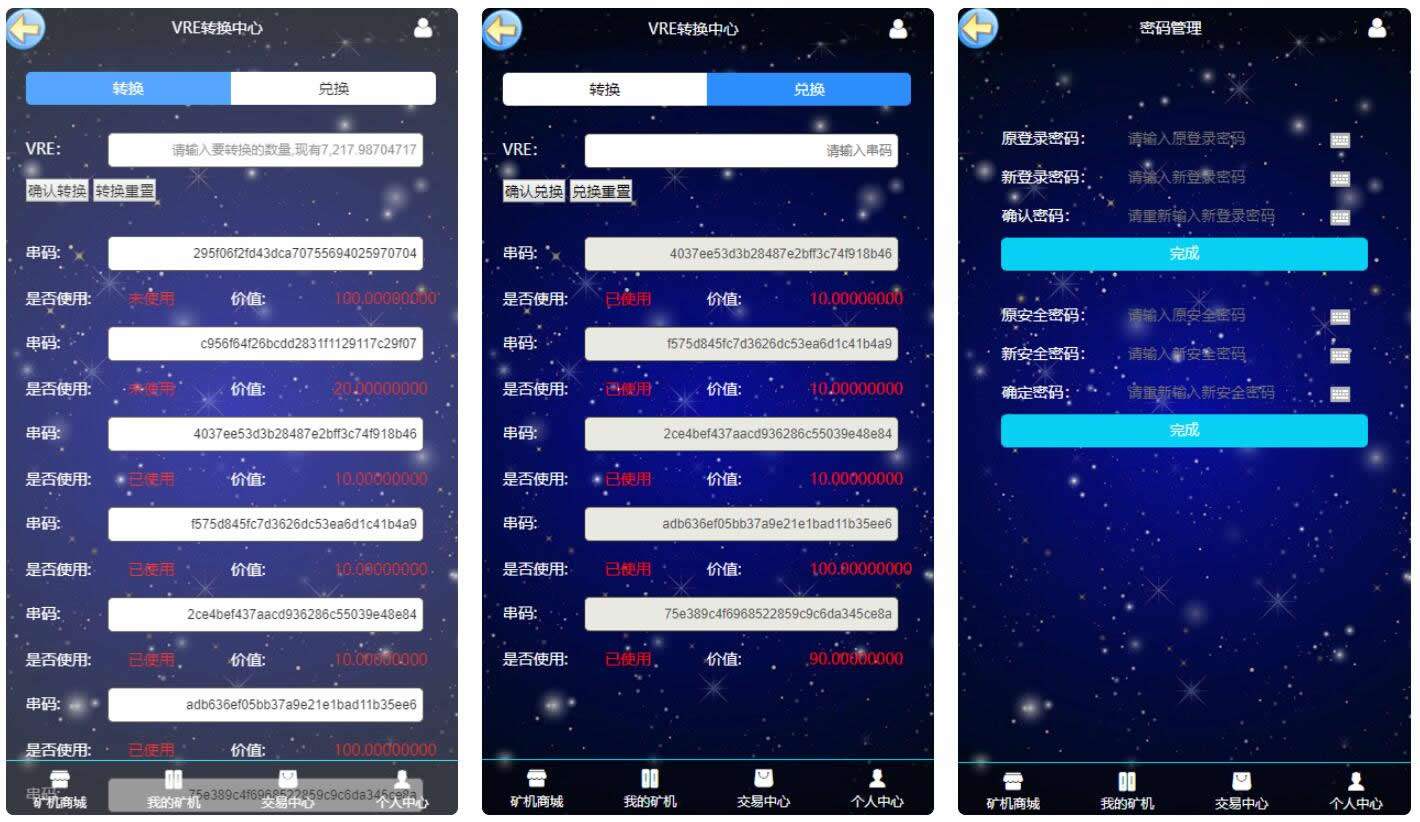 VRE转换中心
转换 兑换
VRE: 请输入要转换的数量,现有7,217.98704717
确认转换 转换重置
串码: 295f06f2fd43dca70755694025970704
是否使用: 未使用 价值: 100.00000000
串码: c956f64f26bcdd2831f1129117c29f07
是否使用: 未使用 价值: 20.00000000
串码: 4037ee53d3b28487e2bff3c74f918b46
是否使用: 已使用 价值: 10.00000000
串码: f575d845fc7d3626dc53ea6d1c41b4a9
是否使用: 已使用 价值: 10.00000000
串码: 2ce4bef437aacd936286c55039e48e84
是否使用: 已使用 价值: 10.00000000
串码: adb636ef05bb37a9e21e1bad11b35ee6
是否使用: 已使用 价值: 100.00000000
串码: 75e389c4f6968522859c9c6da345ce8a
矿机商城 我的矿机 交易中心 个人中心
VRE转换中心
转换 兑换
VRE: 请输入串码
确认兑换 兑换重置
串码: 4037ee53d3b28487e2bff3c74f918b46
是否使用: 已使用 价值: 10.00000000
串码: f575d845fc7d3626dc53ea6d1c41b4a9
是否使用: 已使用 价值: 10.00000000
串码: 2ce4bef437aacd936286c55039e48e84
是否使用: 已使用 价值: 10.00000000
串码: adb636ef05bb37a9e21e1bad11b35ee6
是否使用: 已使用 价值: 100.00000000
串码: 75e389c4f6968522859c9c6da345ce8a
是否使用: 已使用 价值: 90.00000000
矿机商城 我的矿机 交易中心 个人中心
密码管理
原登录密码: 请输入原登录密码
新登录密码: 请输入新登录密码
确认密码: 请重新输入新登录密码
完成
原安全密码: 请输入原安全密码
新安全密码: 请输入新安全密码
确定密码: 请重新输入新安全密码
完成
矿机商城 我的矿机 交易中心 个人中心